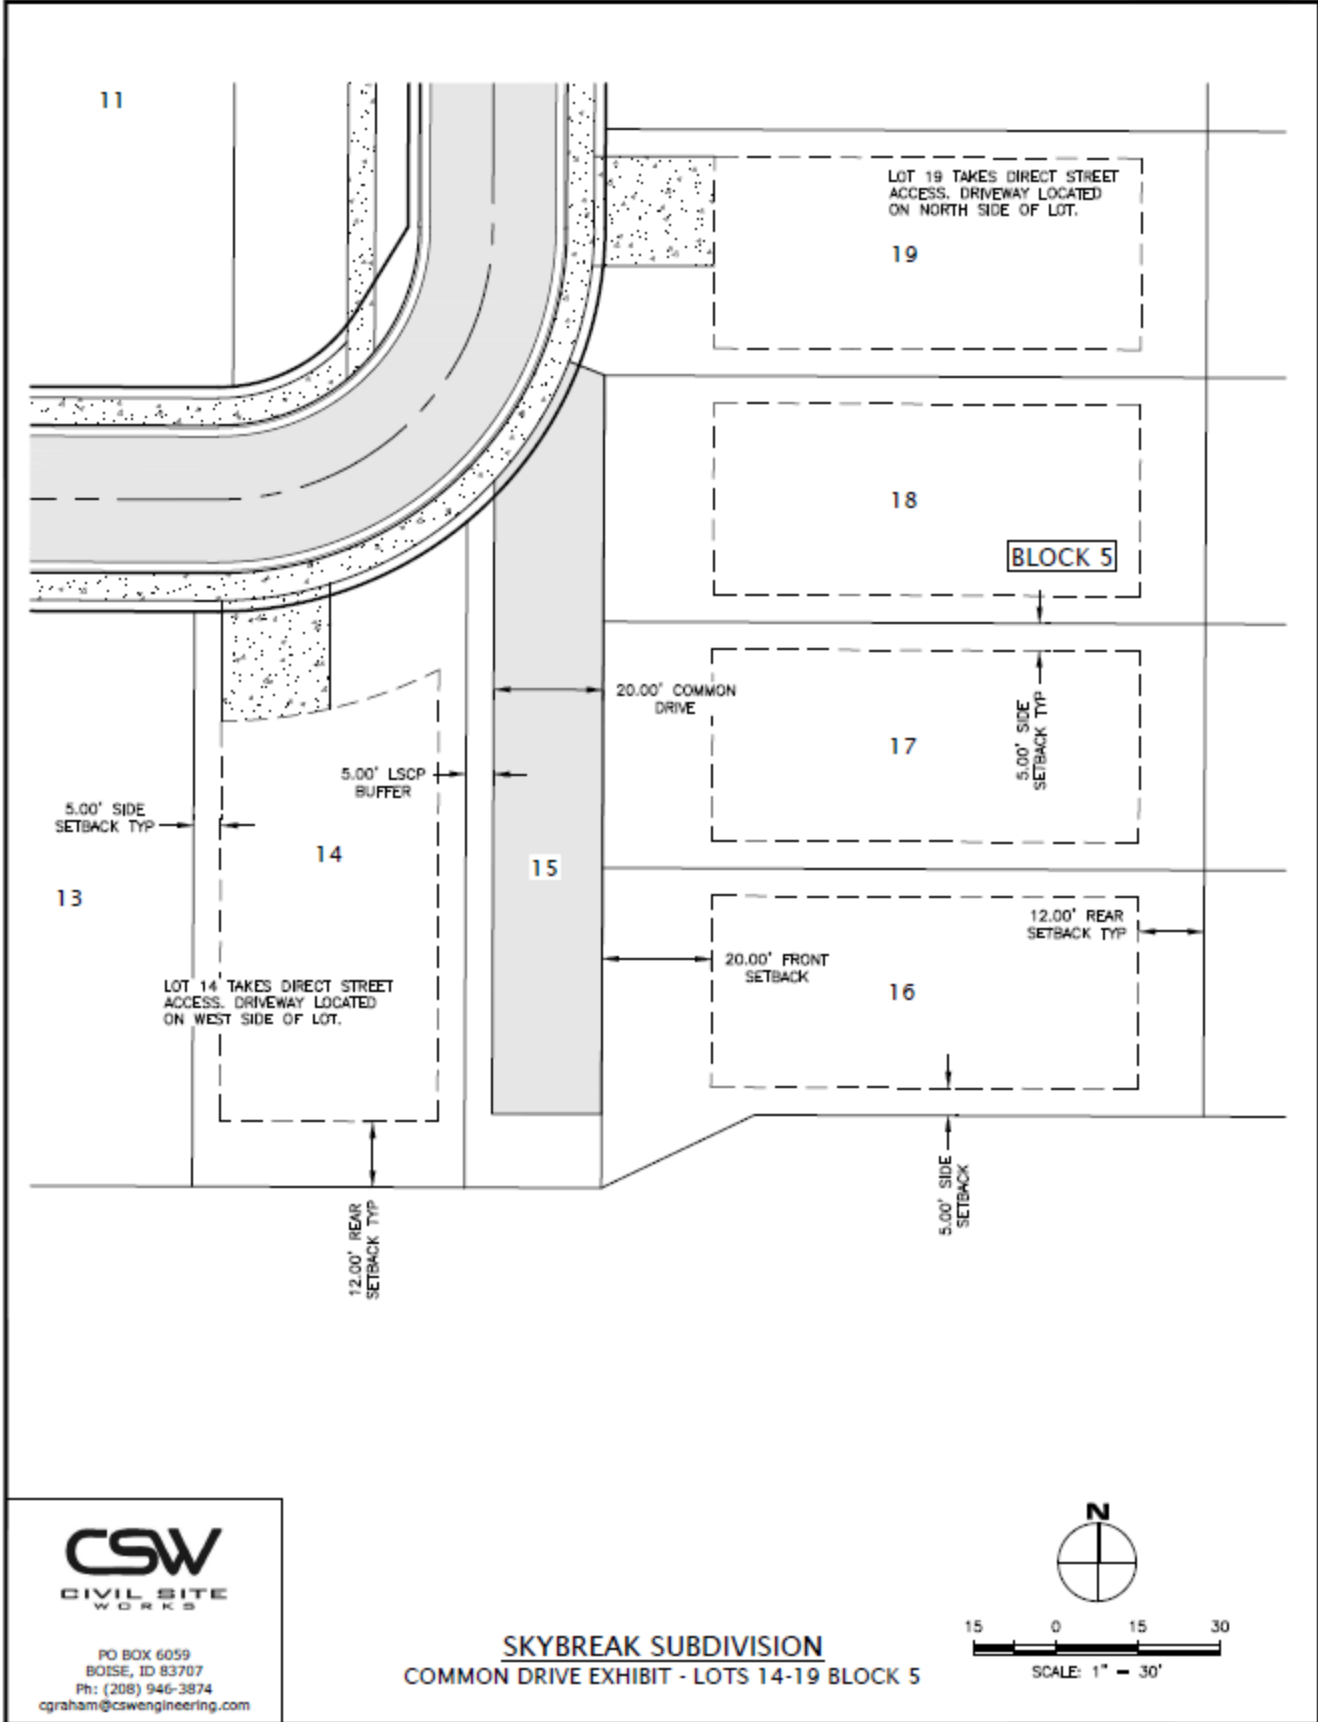 11
LOT 19 TAKES DIRECT STREET
ACCESS. DRIVEWAY LOCATED
ON NORTH SIDE OF LOT.
19
18
BLOCK 5
20.00' COMMON
DRIVE
17
5.00' SIDE
SETBACK TYP
5.00' LSCP
BUFFER
5.00' SIDE
SETBACK TYP
14
15
13
12.00' REAR
SETBACK TYP
20.00' FRONT
SETBACK
16
LOT 14 TAKES DIRECT STREET
ACCESS. DRIVEWAY LOCATED
ON WEST SIDE OF LOT.
5.00' SIDE
SETBACK
12.00' REAR
SETBACK TYP
CSW
CIVIL SITE
WORKS
PO BOX 6059
BOISE, ID 83707
Ph: (208) 946-3874
cgraham@cswengineering.com
SKYBREAK SUBDIVISION
COMMON DRIVE EXHIBIT - LOTS 14-19 BLOCK 5
N
15 0 15 30
SCALE: 1" = 30'